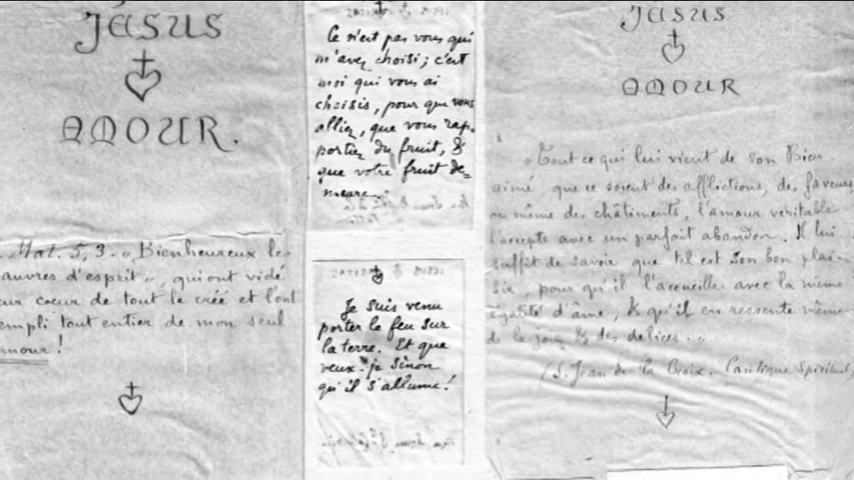 JESUS
AMOUR.
Mat. 5,3. "Bienheureux les
auvres d'esprit", qui ont vidé
eur coeur de tout le créé et l'ont
empli tout entier de mon seul
amour !
Ce n'est pas vous qui
m'avez choisi ; c'est
moi qui vous ai
choisis, pour que vous
alliez, que vous rap-
portiez du fruit, &
que votre fruit de=
meure.
Je suis venu
porter le feu sur
la terre. Et que
veux-je sinon
qu'il s'allume !
JESUS
AMOUR
"Tout ce qui lui vient de son Bien
aimé, que ce soient des afflictions, des faveurs
ou même des châtiments, l'amour véritable
l'accepte avec un parfait abandon. Il lui
suffit de savoir que tel est son bon plai-
sir, pour qu'il l'accueille avec la même
égalité d'âme, & qu'il en ressente même
de la joie & des délices."
(S. Jean de la Croix. Cantique Spirituel)